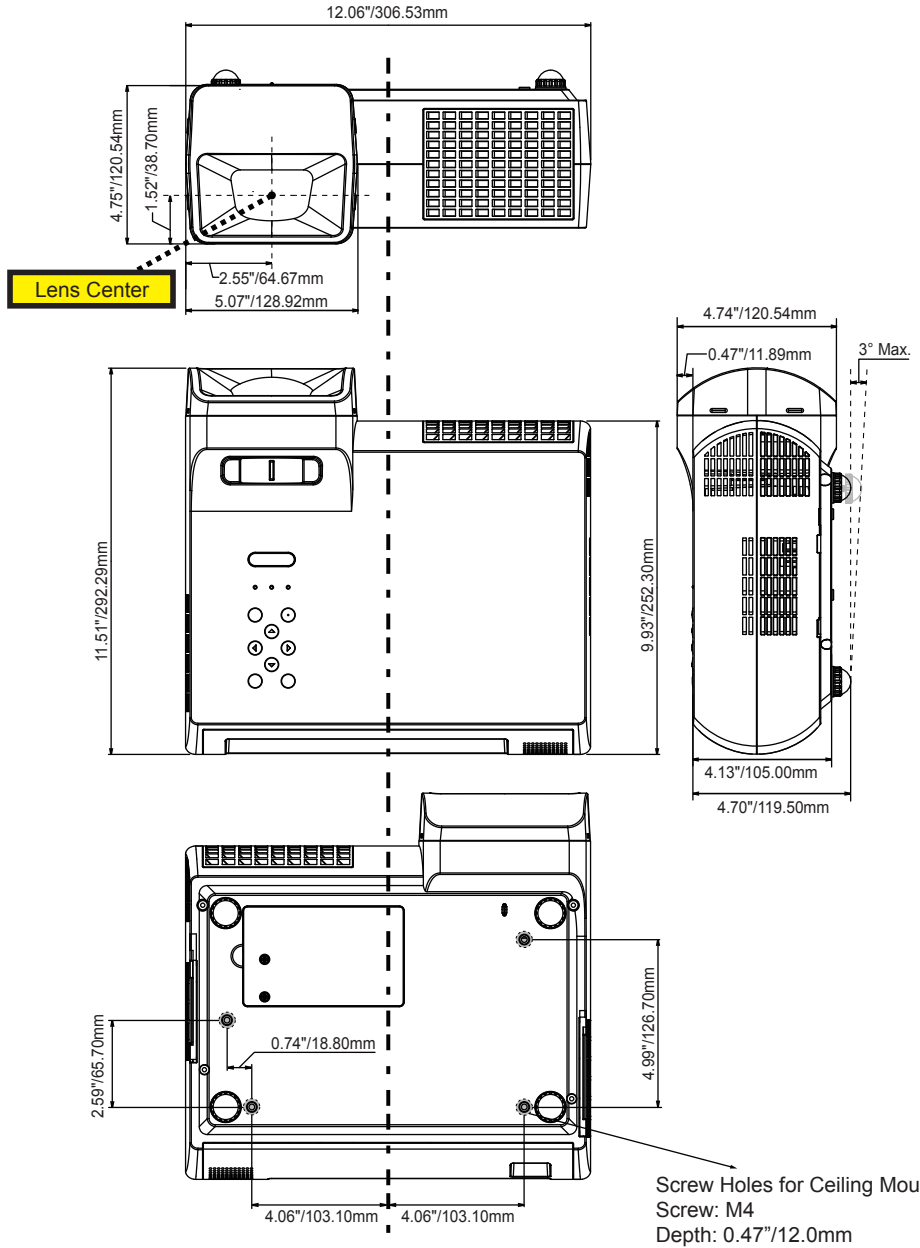 12.06"/306.53mm
4.75"/120.54mm
1.52"/38.70mm
Lens Center
2.55"/64.67mm
5.07"/128.92mm
4.74"/120.54mm
0.47"/11.89mm
3° Max.
11.51"/292.29mm
9.93"/252.30mm
4.13"/105.00mm
4.70"/119.50mm
2.59"/65.70mm
0.74"/18.80mm
4.99"/126.70mm
4.06"/103.10mm
4.06"/103.10mm
Screw Holes for Ceiling Mou
Screw: M4
Depth: 0.47”/12.0mm